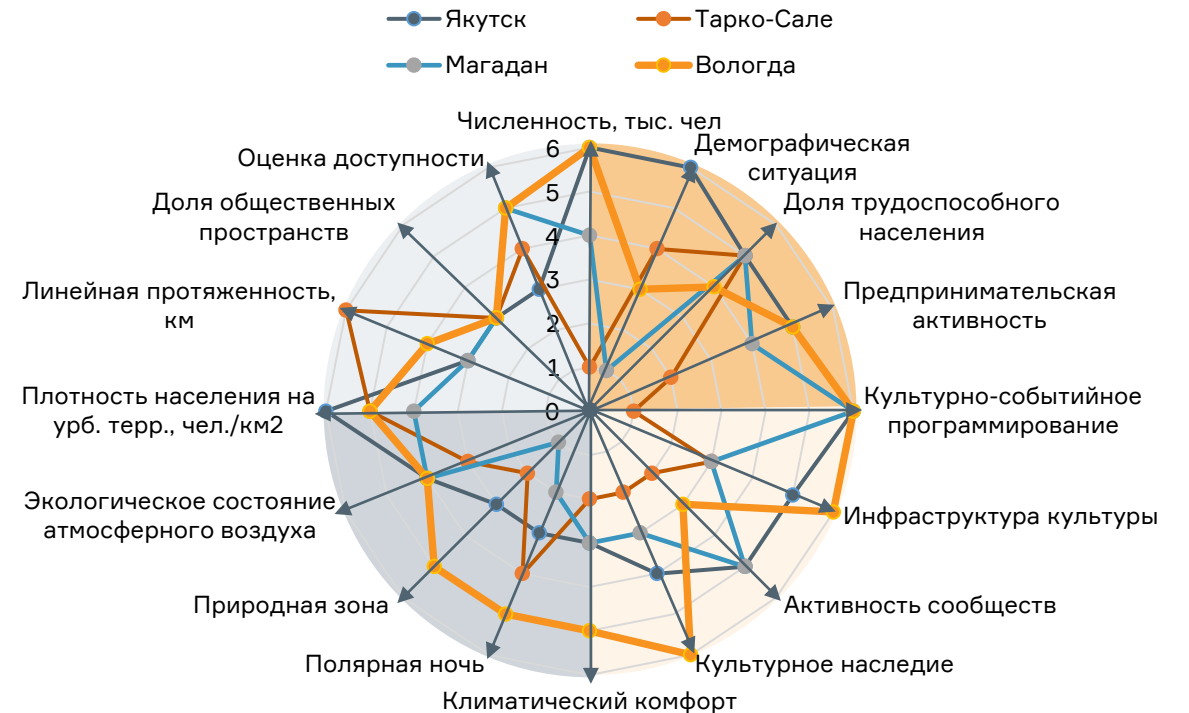 Якутск
Тарко-Сале
Магадан
Вологда
Численность, тыс. чел
Демографическая
ситуация
Доля трудоспособного
населения
Предпринимательская
активность
Культурно-событийное
программирование
Инфраструктура культуры
Активность сообществ
Культурное наследие
Климатический комфорт
Полярная ночь
Природная зона
Экологическое состояние
атмосферного воздуха
Плотность населения на
урб. терр., чел./км2
Линейная протяженность,
км
Доля общественных
пространств
Оценка доступности
6
5
4
3
2
1
0